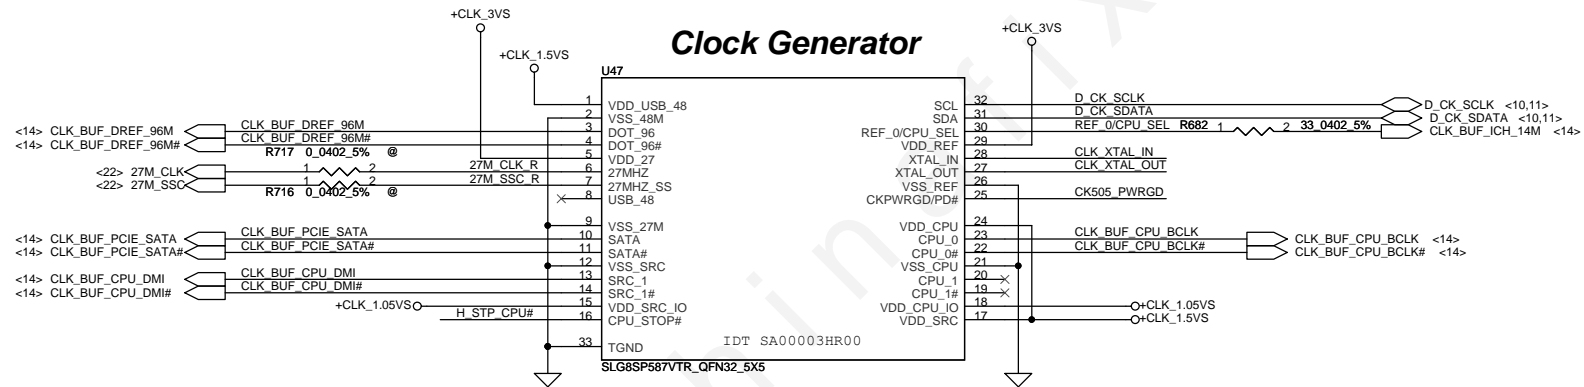 Clock Generator
+CLK_3VS
+CLK_1.5VS
+CLK_3VS
U47
1 VDD_USB_48
2 VSS_48M
<14> CLK_BUF_DREF_96M CLK_BUF_DREF_96M 3 DOT_96
<14> CLK_BUF_DREF_96M# CLK_BUF_DREF_96M# 4 DOT_96#
R717 0_0402_5% @
5 VDD_27
<22> 27M_CLK 1 2 27M_CLK_R 6 27MHZ
<22> 27M_SSC 1 2 27M_SSC_R 7 27MHZ_SS
R716 0_0402_5% @
8 USB_48
9 VSS_27M
<14> CLK_BUF_PCIE_SATA CLK_BUF_PCIE_SATA 10 SATA
<14> CLK_BUF_PCIE_SATA# CLK_BUF_PCIE_SATA# 11 SATA#
12 VSS_SRC
<14> CLK_BUF_CPU_DMI CLK_BUF_CPU_DMI 13 SRC_1
<14> CLK_BUF_CPU_DMI# CLK_BUF_CPU_DMI# 14 SRC_1#
+CLK_1.05VS 15 VDD_SRC_IO
H_STP_CPU# 16 CPU_STOP#
33 TGND
SCL 32 D_CK_SCLK D_CK_SCLK <10,11>
SDA 31 D_CK_SDATA D_CK_SDATA <10,11>
REF_0/CPU_SEL 30 REF_0/CPU_SEL R682 1 2 33_0402_5% CLK_BUF_ICH_14M <14>
VDD_REF 29
XTAL_IN 28 CLK_XTAL_IN
XTAL_OUT 27 CLK_XTAL_OUT
VSS_REF 26
CKPWRGD/PD# 25 CK505_PWRGD
VDD_CPU 24
CPU_0 23 CLK_BUF_CPU_BCLK CLK_BUF_CPU_BCLK <14>
CPU_0# 22 CLK_BUF_CPU_BCLK# CLK_BUF_CPU_BCLK# <14>
VSS_CPU 21
CPU_1 20
CPU_1# 19
VDD_CPU_IO 18 +CLK_1.05VS
VDD_SRC 17 +CLK_1.5VS
IDT SA00003HR00
SLG8SP587VTR_QFN32_5X5
h i n a f i x